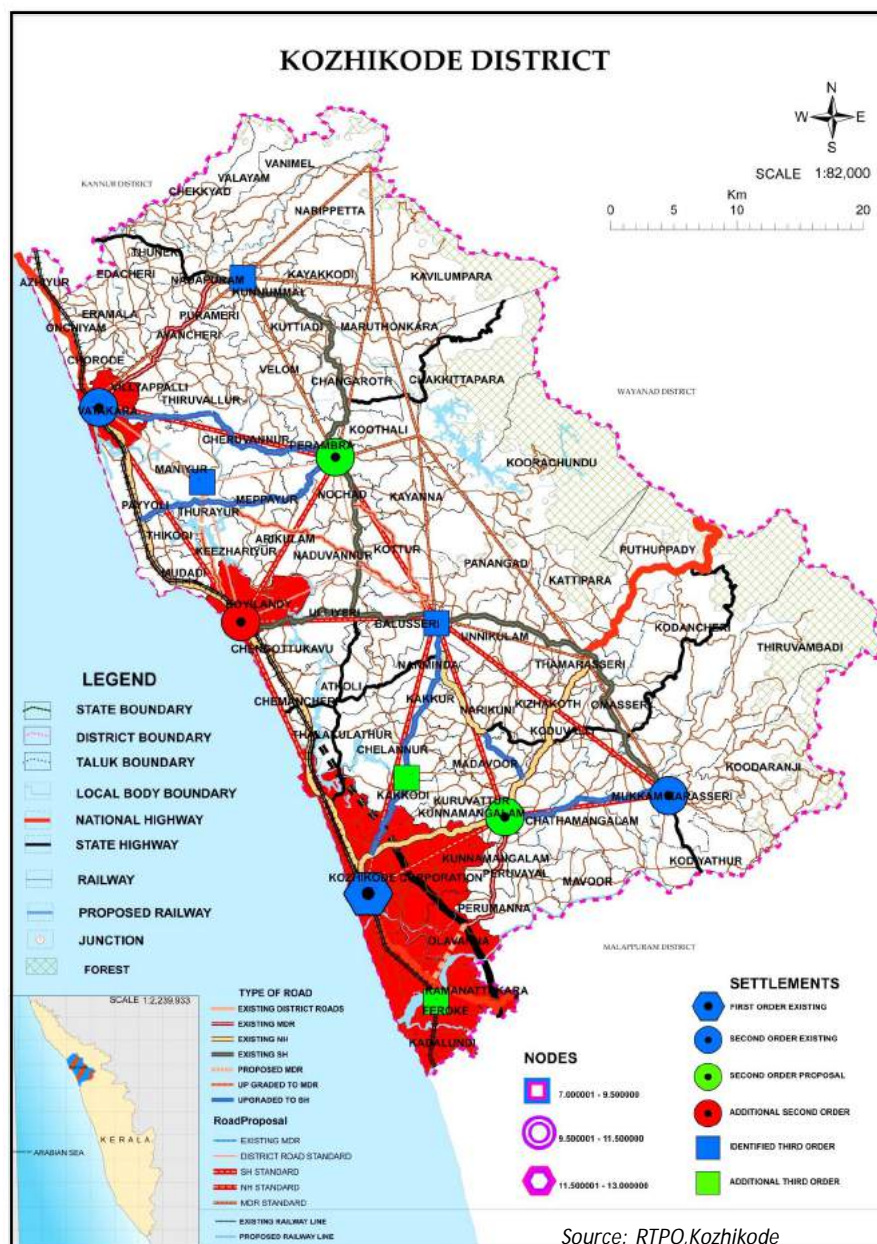 KOZHIKODE DISTRICT
N
W E
S
SCALE 1:82,000
Km
0 5 10 20
KANNUR DISTRICT
WAYANAD DISTRICT
MALAPPURAM DISTRICT
VANIMEL
VALAYAM
CHEKKYAD
NARIPPETTA
THUNERI
EDACHERI
NADAPURAM
KAYAKKODI
KAVILUMPARA
AZHIYUR
KUNNUMMAL
ERAMALA
PURAMERI
ONCHIYAM
AYANCHERI
KUTTIADI
MARUTHONKARA
CHORODE
VELOM
CHANGAROTH
CHAKKITTAPARA
VILLYAPPALLI
THIRUVALLUR
VATAKARA
CHERUVANNUR
KOOTHALI
PERAMBRA
KOORACHUNDU
MANIYUR
MEPPAYUR
NOCHAD
KAYANNA
PAYYOLI
THURAYUR
THIKODI
ARIKULAM
KOTTUR
KEEZHARIYUR
NADUVANNUR
PUTHUPPADY
PANANGAD
MUDADI
KATTIPARA
KOYILANDY
ULLIYERI
BALUSSERI
UNNIKULAM
KODANCHERI
CHENGOTTUKAVU
THIRUVAMBADI
NANMINDA
THAMARASSERI
ATHOLI
KAKKUR
CHEMANCHERI
NARIKUNI
KIZHAKOTH
OMASSERI
THALAKULATHUR
KODUVALLI
CHELANNUR
MADAVOOR
KOODARANJI
KAKKODI
KURUVATTUR
MUKKAM KARASSERI
KUNNAMANGALAM
CHATHAMANGALAM
KUNNAMANGALAM
KODIYATHUR
KOZHIKODE CORPORATION
PERUVAYAL
MAVOOR
PERUMANNA
OLAVANNA
RAMANATTUKARA
FEROKE
KADALUNDI
LEGEND
STATE BOUNDARY
DISTRICT BOUNDARY
TALUK BOUNDARY
LOCAL BODY BOUNDARY
NATIONAL HIGHWAY
STATE HIGHWAY
RAILWAY
PROPOSED RAILWAY
JUNCTION
FOREST
SCALE 1:2,239,933
KERALA
ARABIAN SEA
TYPE OF ROAD
EXISTING DISTRICT ROADS
EXISTING MDR
EXISTING NH
EXISTING SH
PROPOSED MDR
UP GRADED TO MDR
UPGRADED TO SH
RoadProposal
EXISTING MDR
DISTRICT ROAD STANDARD
SH STANDARD
NH STANDARD
MDR STANDARD
EXISTING RAILWAY LINE
PROPOSED RAILWAY LINE
NODES
7.000001 - 9.500000
9.500001 - 11.500000
11.500001 - 13.000000
SETTLEMENTS
FIRST ORDER EXISTING
SECOND ORDER EXISTING
SECOND ORDER PROPOSAL
ADDITIONAL SECOND ORDER
IDENTIFIED THIRD ORDER
ADDITIONAL THIRD ORDER
Source: RTPO,Kozhikode